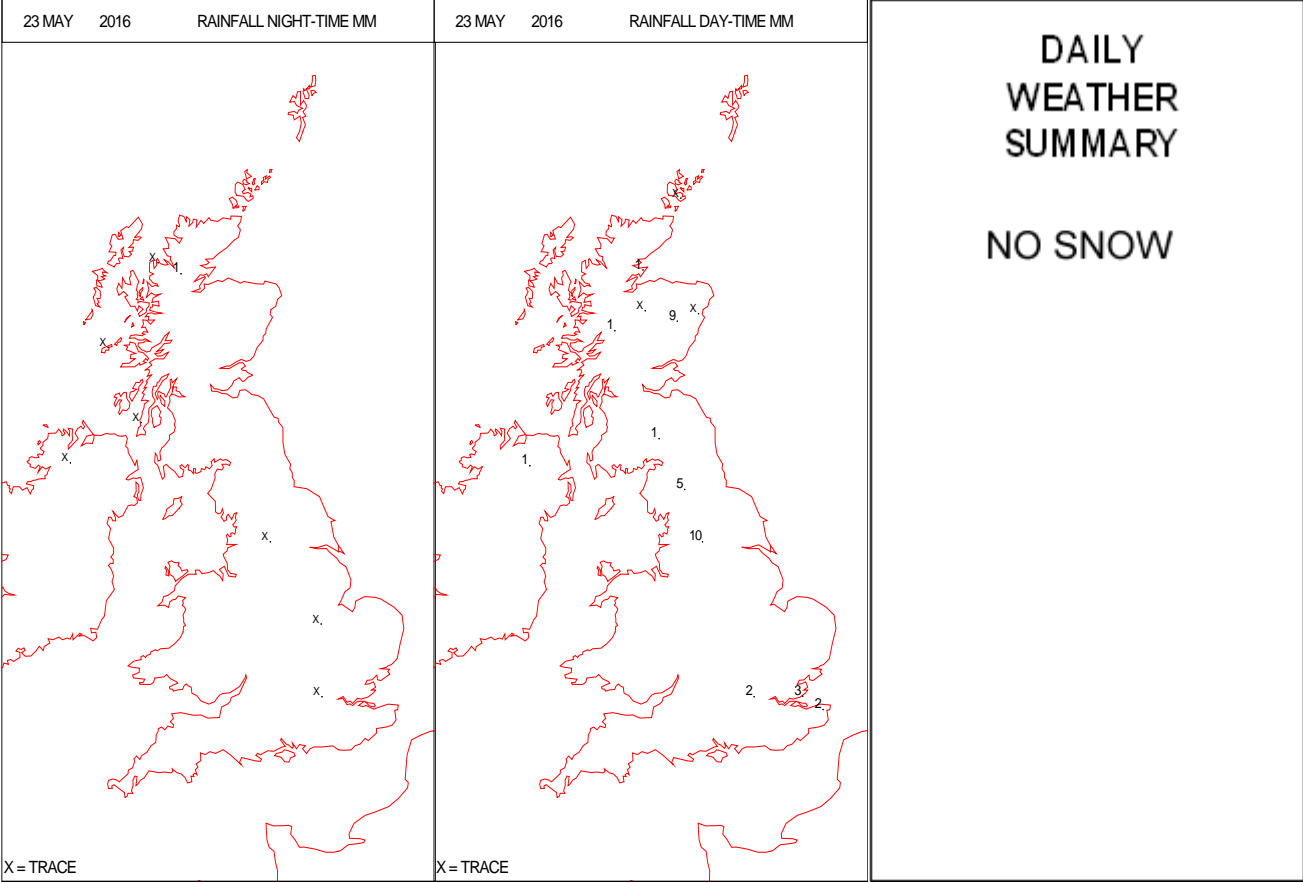 23 MAY 2016 RAINFALL NIGHT-TIME MM
X
1
X
X
X
X
X
X
X = TRACE
23 MAY 2016 RAINFALL DAY-TIME MM
X
1
X
9
X
1
1
1
5
10
2
3
2
X = TRACE
DAILY
WEATHER
SUMMARY
NO SNOW